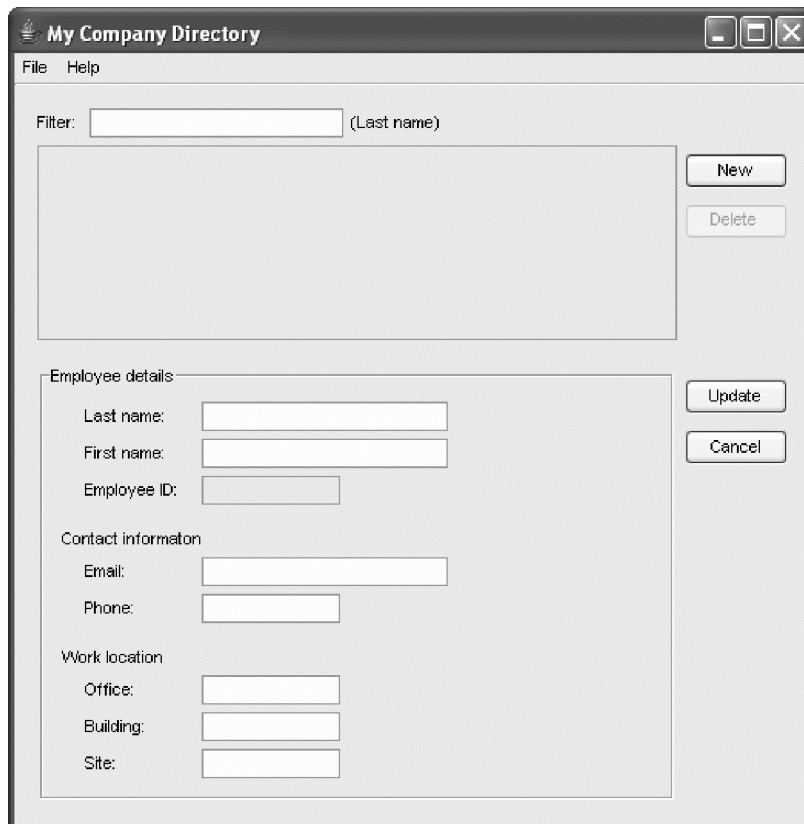 My Company Directory
File Help
Filter: (Last name)
New
Delete
Employee details
Update
Last name:
Cancel
First name:
Employee ID:
Contact informaton
Email:
Phone:
Work location
Office:
Building:
Site: